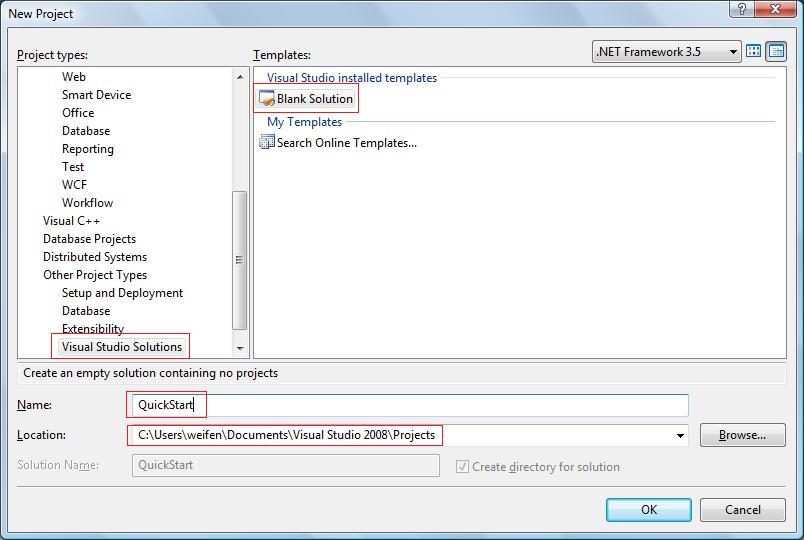 New Project
Project types:
Web
Smart Device
Office
Database
Reporting
Test
WCF
Workflow
Visual C++
Database Projects
Distributed Systems
Other Project Types
Setup and Deployment
Database
Extensibility
Visual Studio Solutions
Templates:
.NET Framework 3.5
Visual Studio installed templates
Blank Solution
My Templates
Search Online Templates...
Create an empty solution containing no projects
Name:
QuickStart
Location:
C:\Users\weifen\Documents\Visual Studio 2008\Projects
Browse...
Solution Name:
QuickStart
Create directory for solution
OK
Cancel